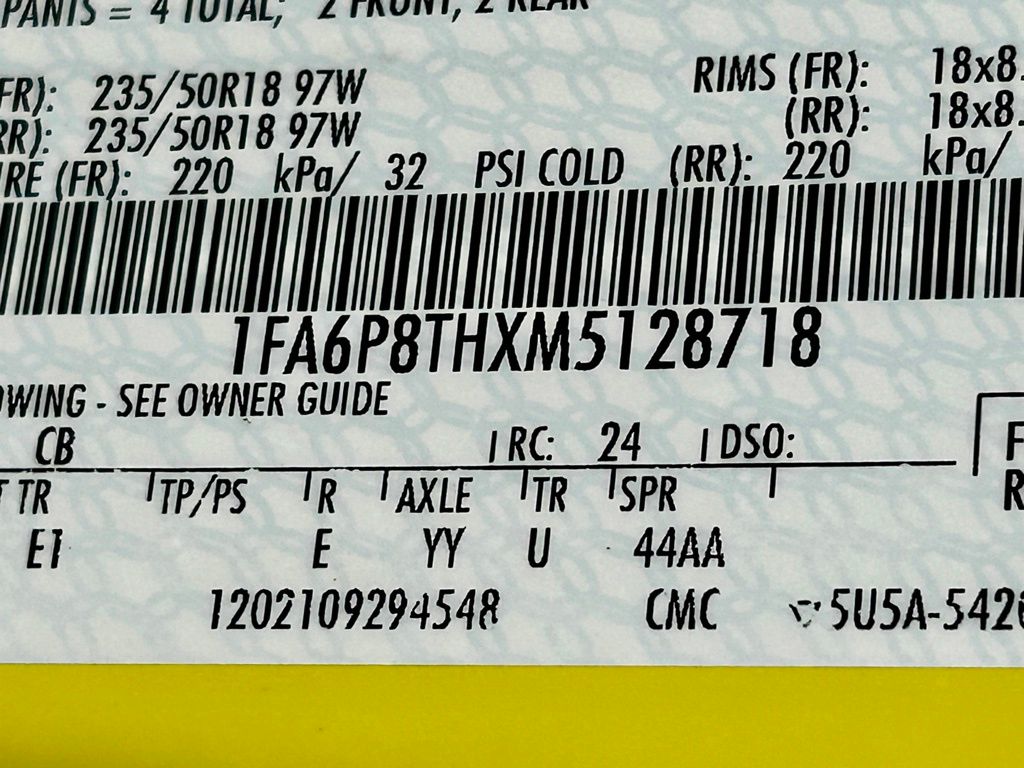 PANTS = 4 TOTAL; 2 FRONT, 2 REAR
FR): 235/50R18 97W RIMS (FR): 18x8.
RR): 235/50R18 97W (RR): 18x8.
URE (FR): 220 kPa/ 32 PSI COLD (RR): 220 kPa/
1FA6P8THXM5128718
OWING - SEE OWNER GUIDE
CB RC: 24 DSO:
T TR TP/PS R AXLE TR SPR
E1 E YY U 44AA
1202109294548 CMC 5U5A-542
F
R